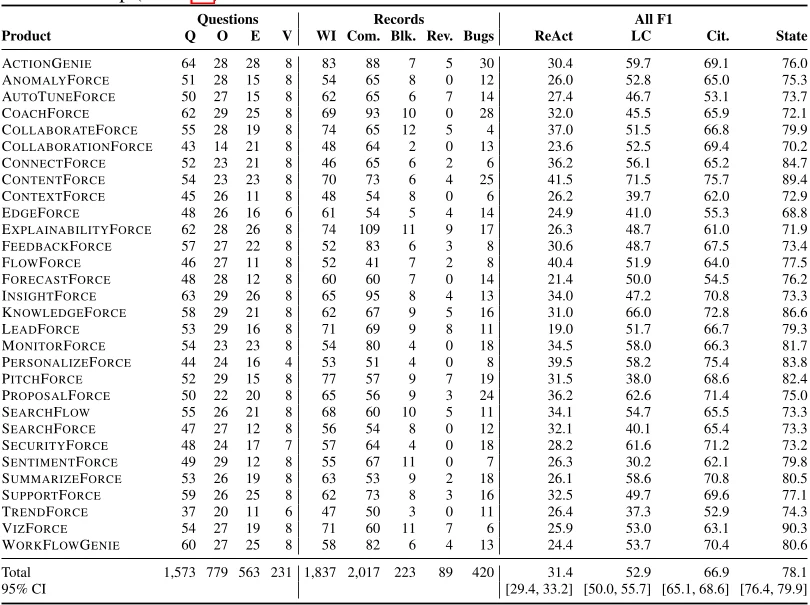 Questions Records All F1
Product Q O E V WI Com. Blk. Rev. Bugs ReAct LC Cit. State
ACTIONGENIE 64 28 28 8 83 88 7 5 30 30.4 59.7 69.1 76.0
ANOMALYFORCE 51 28 15 8 54 65 8 0 12 26.0 52.8 65.0 75.3
AUTOTUNEFORCE 50 27 15 8 62 65 6 7 14 27.4 46.7 53.1 73.7
COACHFORCE 62 29 25 8 69 93 10 0 28 32.0 45.5 65.9 72.1
COLLABORATEFORCE 55 28 19 8 74 65 12 5 4 37.0 51.5 66.8 79.9
COLLABORATIONFORCE 43 14 21 8 48 64 2 0 13 23.6 52.5 69.4 70.2
CONNECTFORCE 52 23 21 8 46 65 6 2 6 36.2 56.1 65.2 84.7
CONTENTFORCE 54 23 23 8 70 73 6 4 25 41.5 71.5 75.7 89.4
CONTEXTFORCE 45 26 11 8 48 54 8 0 6 26.2 39.7 62.0 72.9
EDGEFORCE 48 26 16 6 61 54 5 4 14 24.9 41.0 55.3 68.8
EXPLAINABILITYFORCE 62 28 26 8 74 109 11 9 17 26.3 48.7 61.0 71.9
FEEDBACKFORCE 57 27 22 8 52 83 6 3 8 30.6 48.7 67.5 73.4
FLOWFORCE 46 27 11 8 52 41 7 2 8 40.4 51.9 64.0 77.5
FORECASTFORCE 48 28 12 8 60 60 7 0 14 21.4 50.0 54.5 76.2
INSIGHTFORCE 63 29 26 8 65 95 8 4 13 34.0 47.2 70.8 73.3
KNOWLEDGEFORCE 58 29 21 8 62 67 9 5 16 31.0 66.0 72.8 86.6
LEADFORCE 53 29 16 8 71 69 9 8 11 19.0 51.7 66.7 79.3
MONITORFORCE 54 23 23 8 54 80 4 0 18 34.5 58.0 66.3 81.7
PERSONALIZEFORCE 44 24 16 4 53 51 4 0 8 39.5 58.2 75.4 83.8
PITCHFORCE 52 29 15 8 77 57 9 7 19 31.5 38.0 68.6 82.4
PROPOSALFORCE 50 22 20 8 65 56 9 3 24 36.2 62.6 71.4 75.0
SEARCHFLOW 55 26 21 8 68 60 10 5 11 34.1 54.7 65.5 73.3
SEARCHFORCE 47 27 12 8 56 54 8 0 12 32.1 40.1 65.4 73.3
SECURITYFORCE 48 24 17 7 57 64 4 0 18 28.2 61.6 71.2 73.2
SENTIMENTFORCE 49 29 12 8 55 67 11 0 7 26.3 30.2 62.1 79.8
SUMMARIZEFORCE 53 26 19 8 63 53 9 2 18 26.1 58.6 70.8 80.5
SUPPORTFORCE 59 26 25 8 62 73 8 3 16 32.5 49.7 69.6 77.1
TRENDFORCE 37 20 11 6 47 50 3 0 11 26.4 37.3 52.9 74.3
VIZFORCE 54 27 19 8 71 60 11 7 6 25.9 53.0 63.1 90.3
WORKFLOWGENIE 60 27 25 8 58 82 6 4 13 24.4 53.7 70.4 80.6
Total 1,573 779 563 231 1,837 2,017 223 89 420 31.4 52.9 66.9 78.1
95% CI [29.4, 33.2] [50.0, 55.7] [65.1, 68.6] [76.4, 79.9]